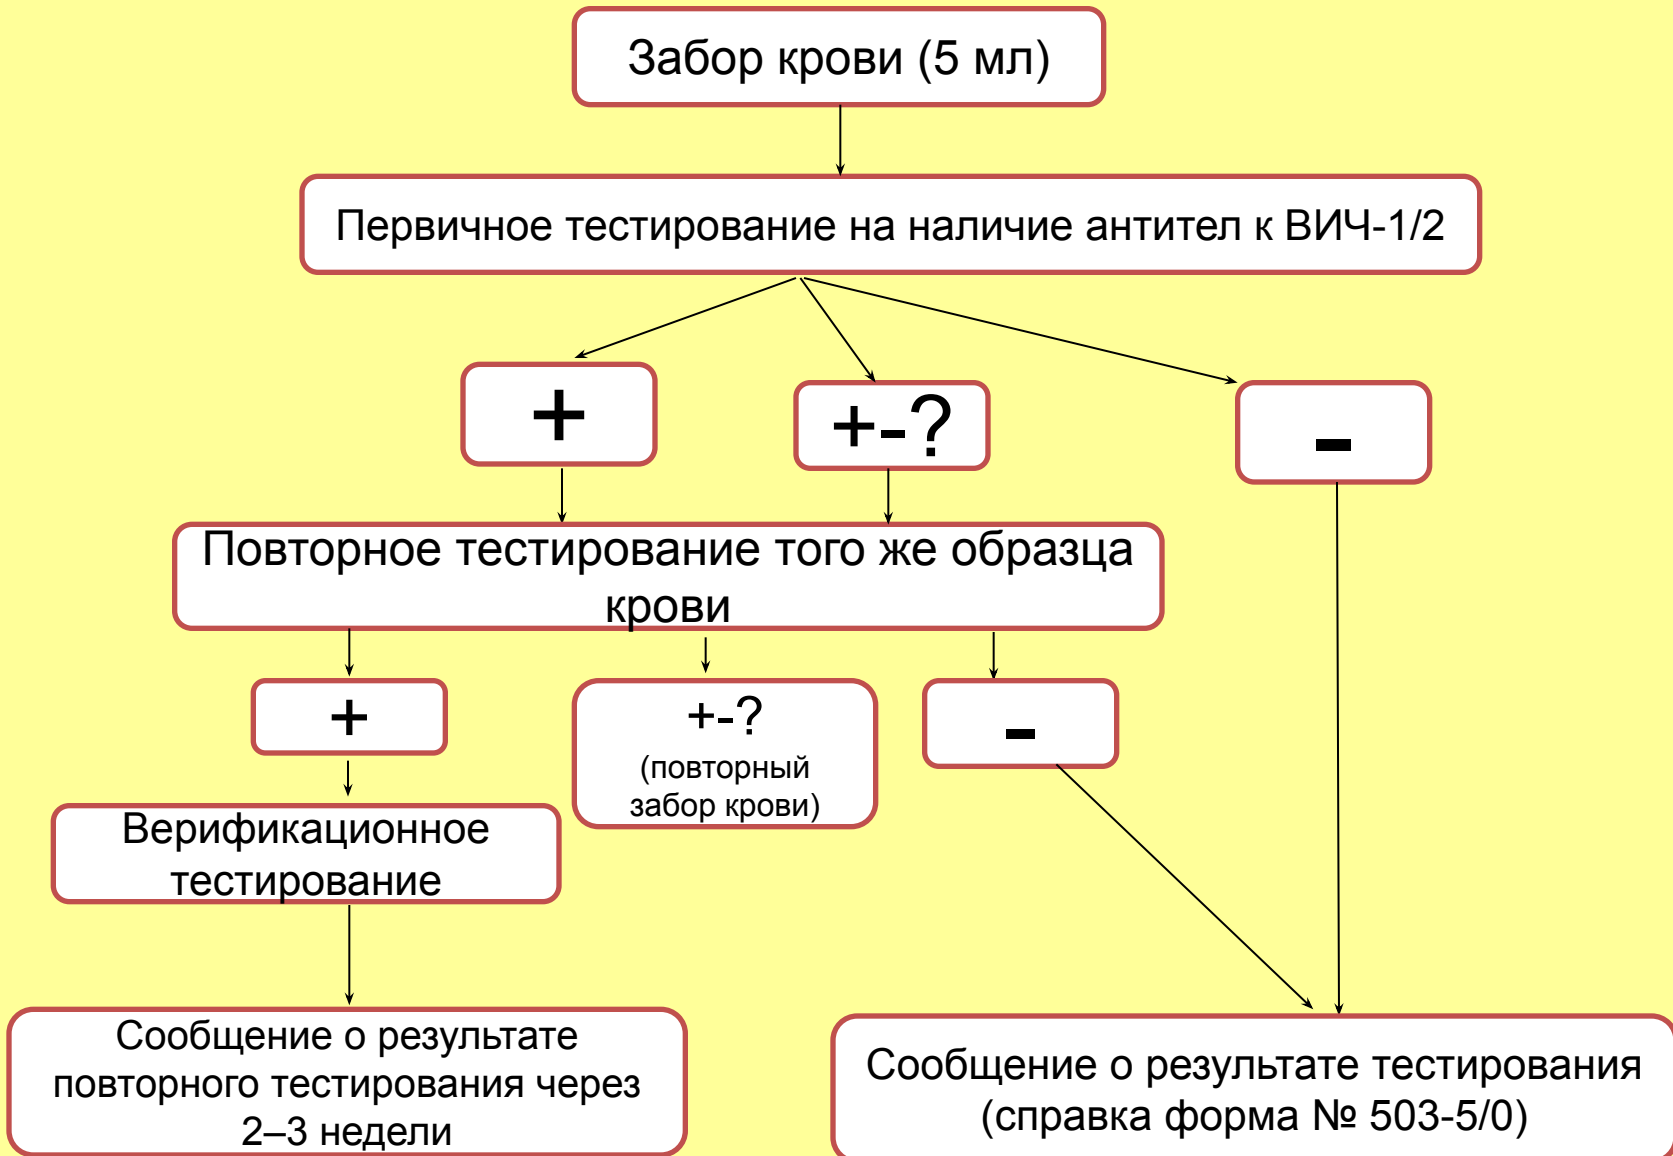 Забор крови (5 мл)
Первичное тестирование на наличие антител к ВИЧ-1/2
+
+-?
-
Повторное тестирование того же образца
крови
+
+-?
(повторный
забор крови)
-
Верификационное
тестирование
Сообщение о результате
повторного тестирования через
2–3 недели
Сообщение о результате тестирования
(справка форма № 503-5/0)